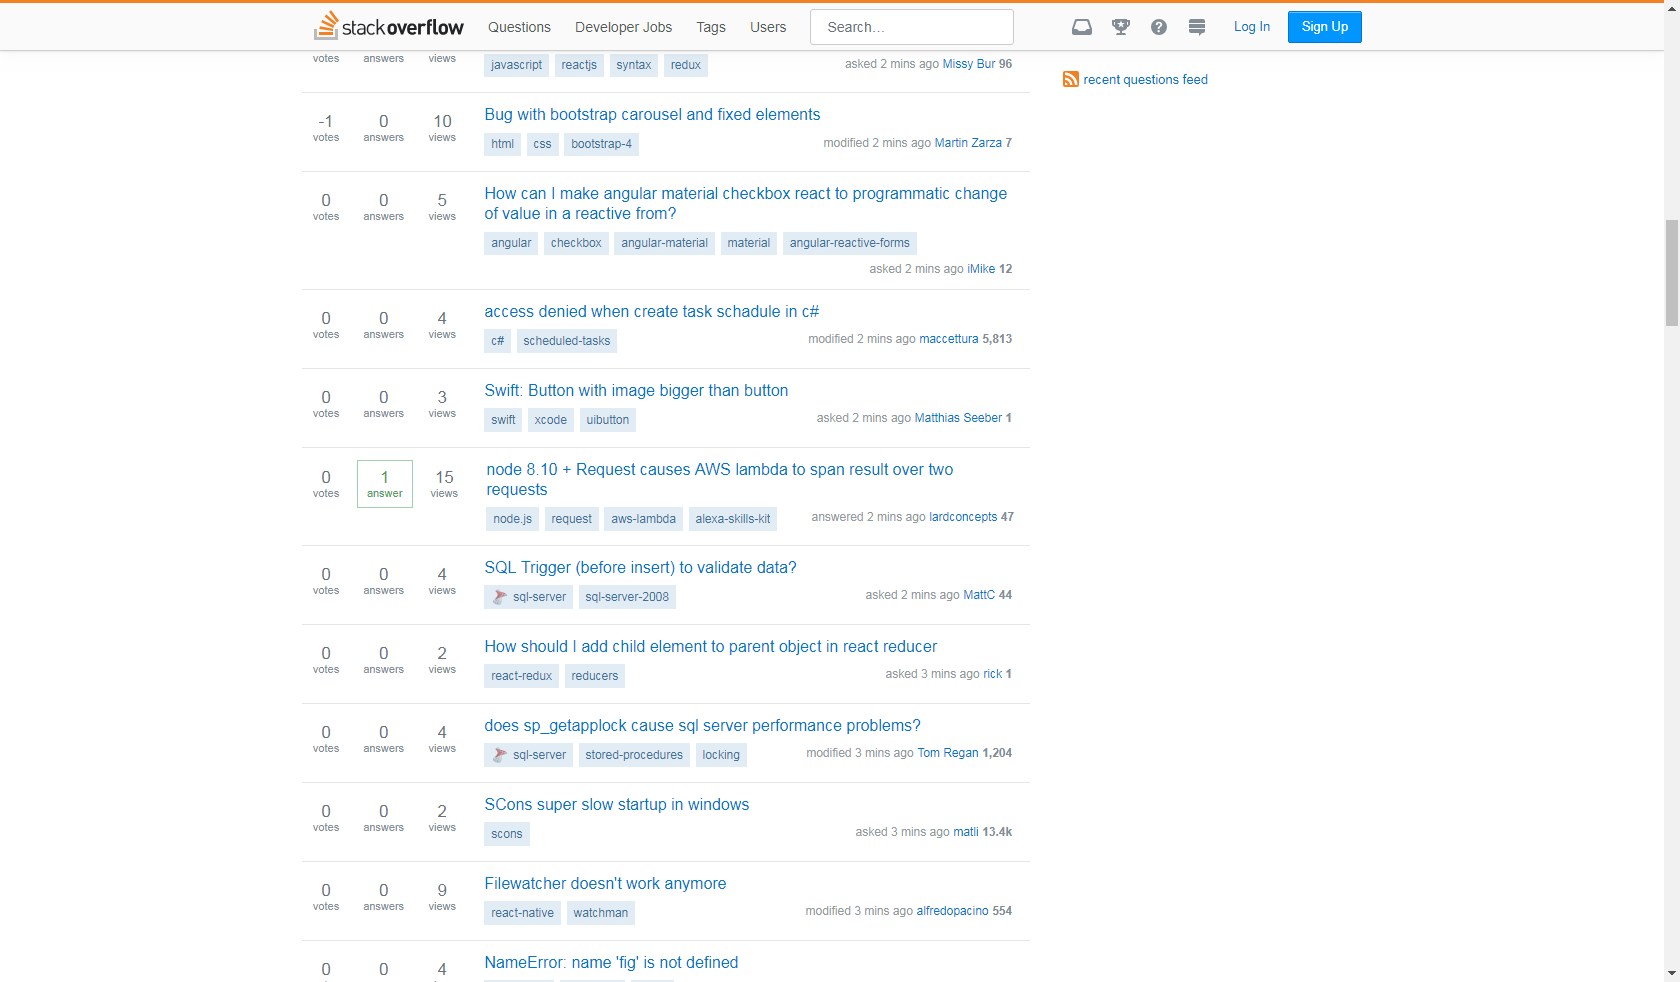 stackoverflow Questions Developer Jobs Tags Users Search... Log In Sign Up
votes answers views
javascript reactjs syntax redux asked 2 mins ago Missy Bur 96
recent questions feed
-1 0 10 Bug with bootstrap carousel and fixed elements
votes answers views
html css bootstrap-4 modified 2 mins ago Martin Zarza 7
0 0 5 How can I make angular material checkbox react to programmatic change
votes answers views of value in a reactive from?
angular checkbox angular-material material angular-reactive-forms
asked 2 mins ago iMike 12
0 0 4 access denied when create task schadule in c#
votes answers views
c# scheduled-tasks modified 2 mins ago maccettura 5,813
0 0 3 Swift: Button with image bigger than button
votes answers views
swift xcode uibutton asked 2 mins ago Matthias Seeber 1
0 1 15 node 8.10 + Request causes AWS lambda to span result over two
votes answer views requests
node.js request aws-lambda alexa-skills-kit answered 2 mins ago lardconcepts 47
0 0 4 SQL Trigger (before insert) to validate data?
votes answers views
sql-server sql-server-2008 asked 2 mins ago MattC 44
0 0 2 How should I add child element to parent object in react reducer
votes answers views
react-redux reducers asked 3 mins ago rick 1
0 0 4 does sp_getapplock cause sql server performance problems?
votes answers views
sql-server stored-procedures locking modified 3 mins ago Tom Regan 1,204
0 0 2 SCons super slow startup in windows
votes answers views
scons asked 3 mins ago matli 13.4k
0 0 9 Filewatcher doesn't work anymore
votes answers views
react-native watchman modified 3 mins ago alfredopacino 554
0 0 4 NameError: name 'fig' is not defined